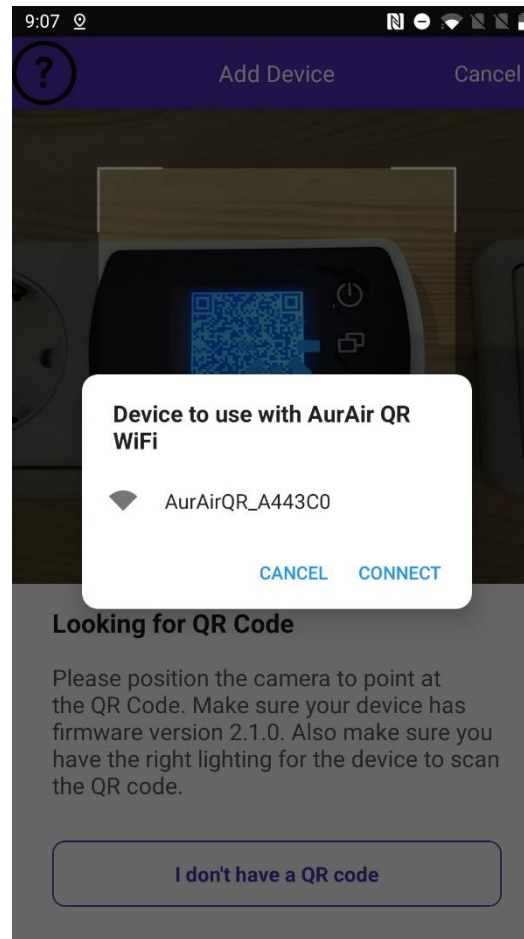 9:07
? Add Device Cancel
Device to use with AurAir QR
WiFi
AurAirQR_A443C0
CANCEL CONNECT
Looking for QR Code
Please position the camera to point at
the QR Code. Make sure your device has
firmware version 2.1.0. Also make sure you
have the right lighting for the device to scan
the QR code.
I don't have a QR code